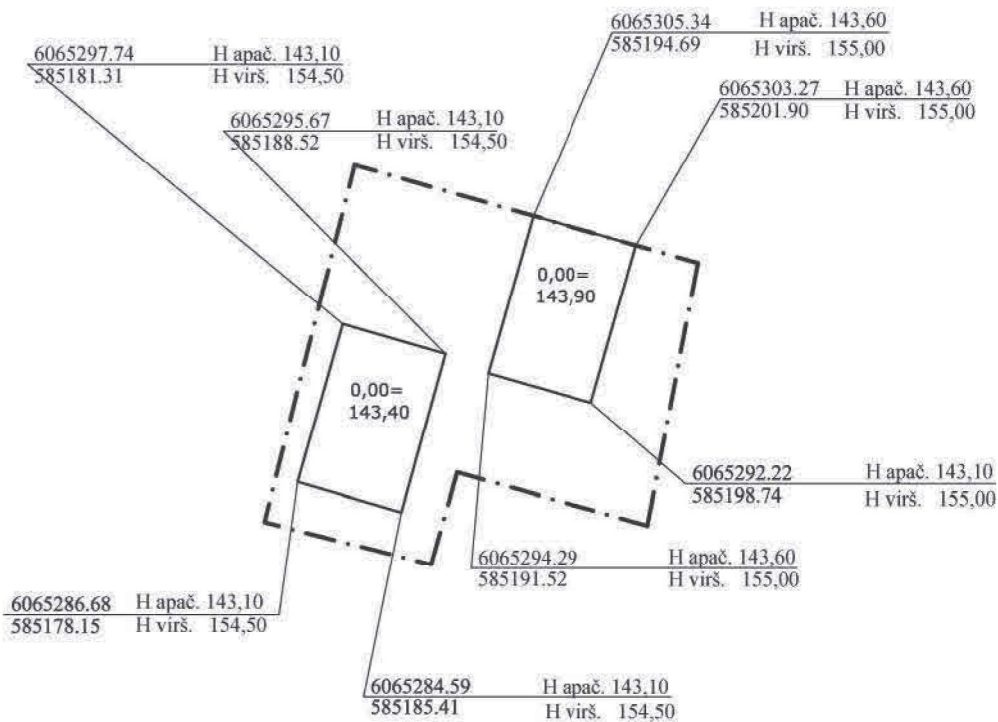 6065305.34 H apač. 143,60
585194.69 H virš. 155,00
6065297.74 H apač. 143,10
585181.31 H virš. 154,50
6065303.27 H apač. 143,60
585201.90 H virš. 155,00
6065295.67 H apač. 143,10
585188.52 H virš. 154,50
0,00=
143,90
0,00=
143,40
6065292.22 H apač. 143,10
585198.74 H virš. 155,00
6065294.29 H apač. 143,60
585191.52 H virš. 155,00
6065286.68 H apač. 143,10
585178.15 H virš. 154,50
6065284.59 H apač. 143,10
585185.41 H virš. 154,50